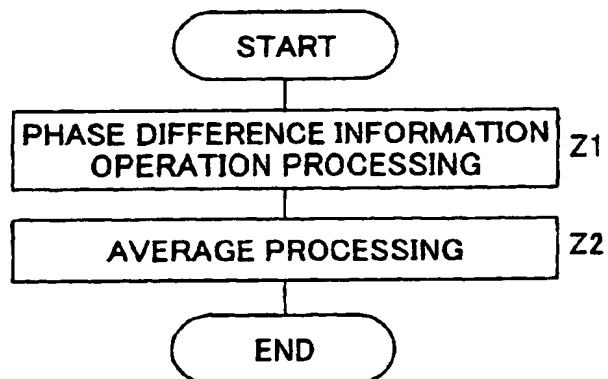 START
PHASE DIFFERENCE INFORMATION
OPERATION PROCESSING
Z1
AVERAGE PROCESSING
Z2
END